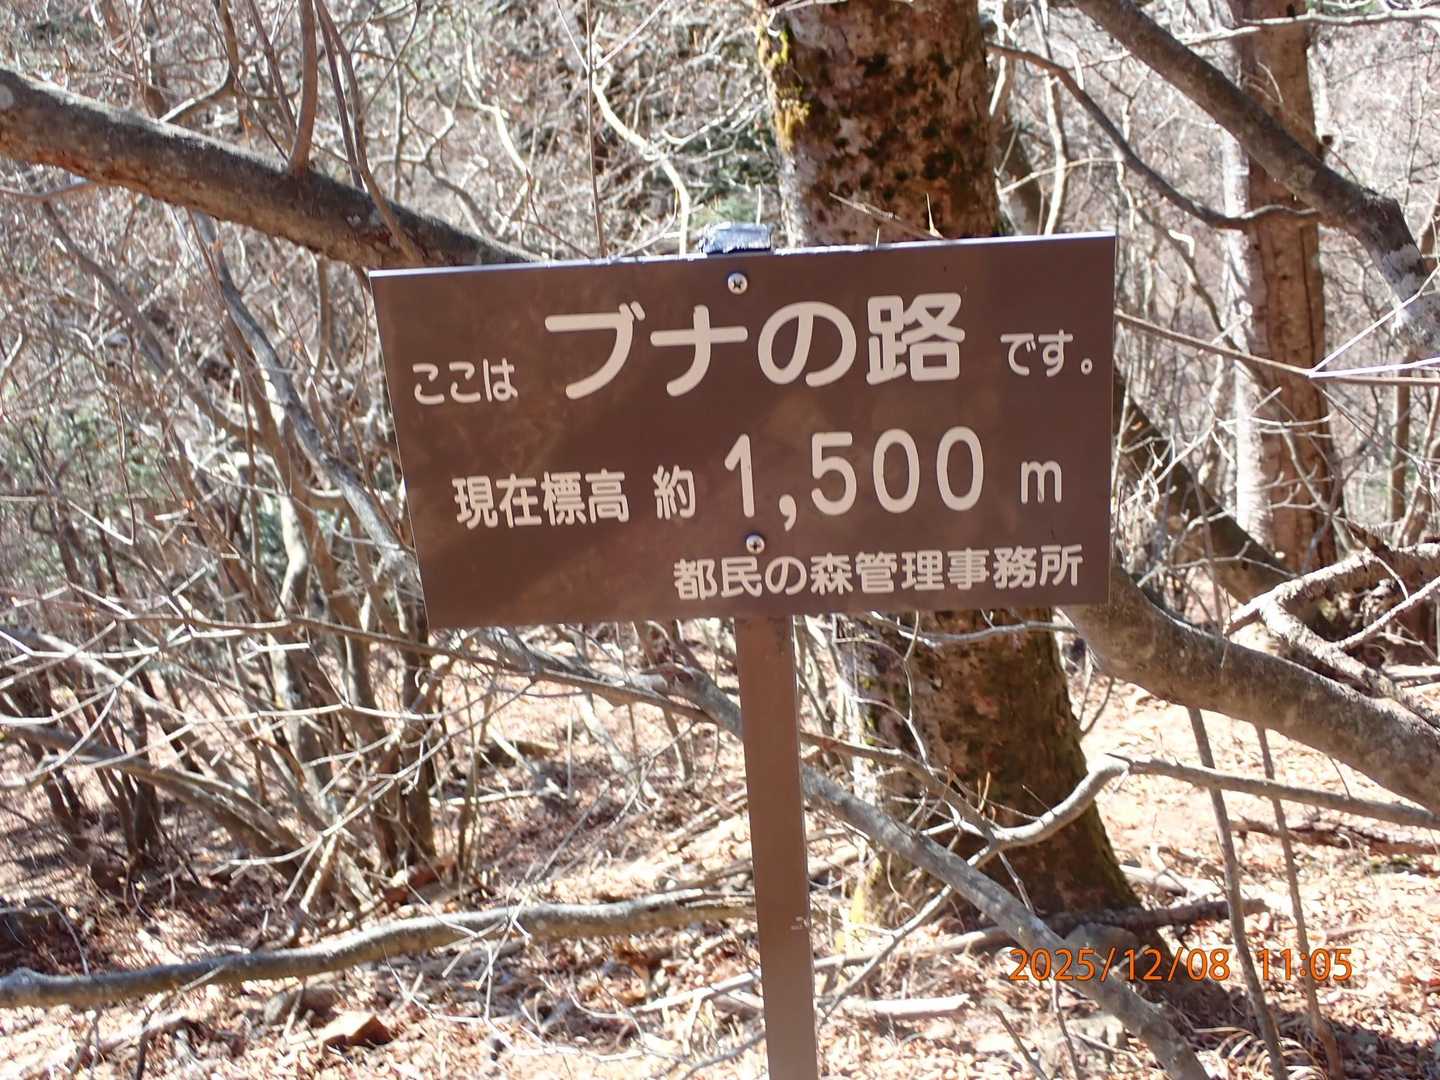 ここは ブナの路 です。
現在標高 約 1,500 m
都民の森管理事務所
2025/12/08 11:05